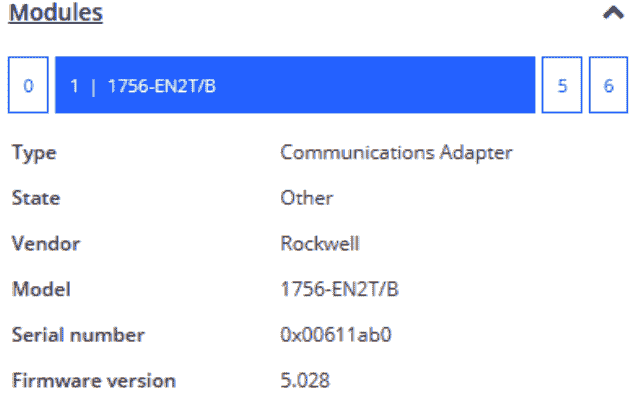 Modules
0 1 | 1756-EN2T/B 5 6
Type Communications Adapter
State Other
Vendor Rockwell
Model 1756-EN2T/B
Serial number 0x00611ab0
Firmware version 5.028